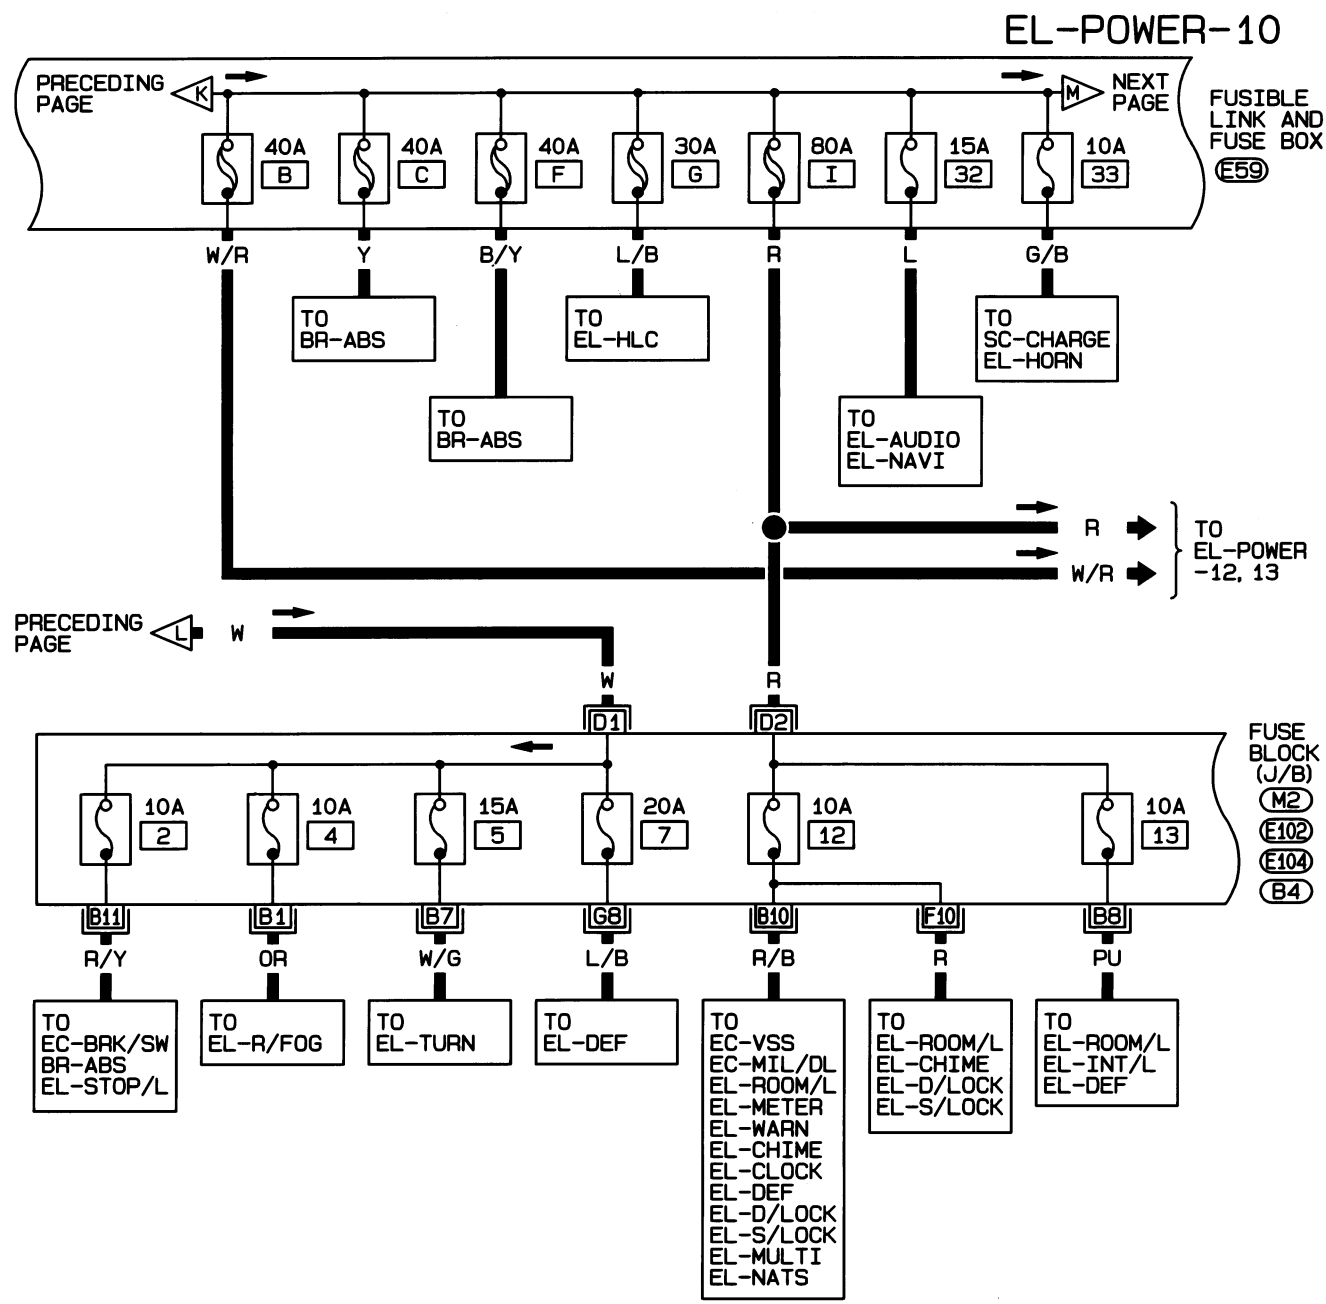 EL-POWER-10
PRECEDING
PAGE
K
M
NEXT
PAGE
FUSIBLE
LINK AND
FUSE BOX
E59
40A
B
40A
C
40A
F
30A
G
80A
I
15A
32
10A
33
W/R
Y
B/Y
L/B
R
L
G/B
TO
BR-ABS
TO
BR-ABS
TO
EL-HLC
TO
EL-AUDIO
EL-NAVI
TO
SC-CHARGE
EL-HORN
R
W/R
TO
EL-POWER
-12, 13
PRECEDING
PAGE
L
W
W
R
D1
D2
FUSE
BLOCK
(J/B)
M2
E102
E104
B4
10A
2
10A
4
15A
5
20A
7
10A
12
10A
13
B11
B1
B7
G8
B10
F10
B8
R/Y
OR
W/G
L/B
R/B
R
PU
TO
EC-BRK/SW
BR-ABS
EL-STOP/L
TO
EL-R/FOG
TO
EL-TURN
TO
EL-DEF
TO
EC-VSS
EC-MIL/DL
EL-ROOM/L
EL-METER
EL-WARN
EL-CHIME
EL-CLOCK
EL-DEF
EL-D/LOCK
EL-S/LOCK
EL-MULTI
EL-NATS
TO
EL-ROOM/L
EL-CHIME
EL-D/LOCK
EL-S/LOCK
TO
EL-ROOM/L
EL-INT/L
EL-DEF